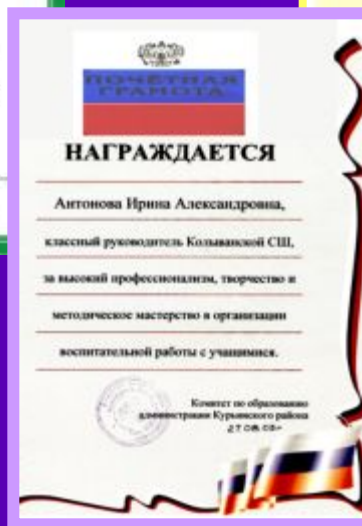 ПОЧЁТНАЯ
ГРАМОТА
НАГРАЖДАЕТСЯ
Антонова Ирина Александровна,
классный руководитель Колыванской СШ,
за высокий профессионализм, творчество и
методическое мастерство в организации
воспитательной работы с учащимися.
Комитет по образованию
администрации Курьинского района